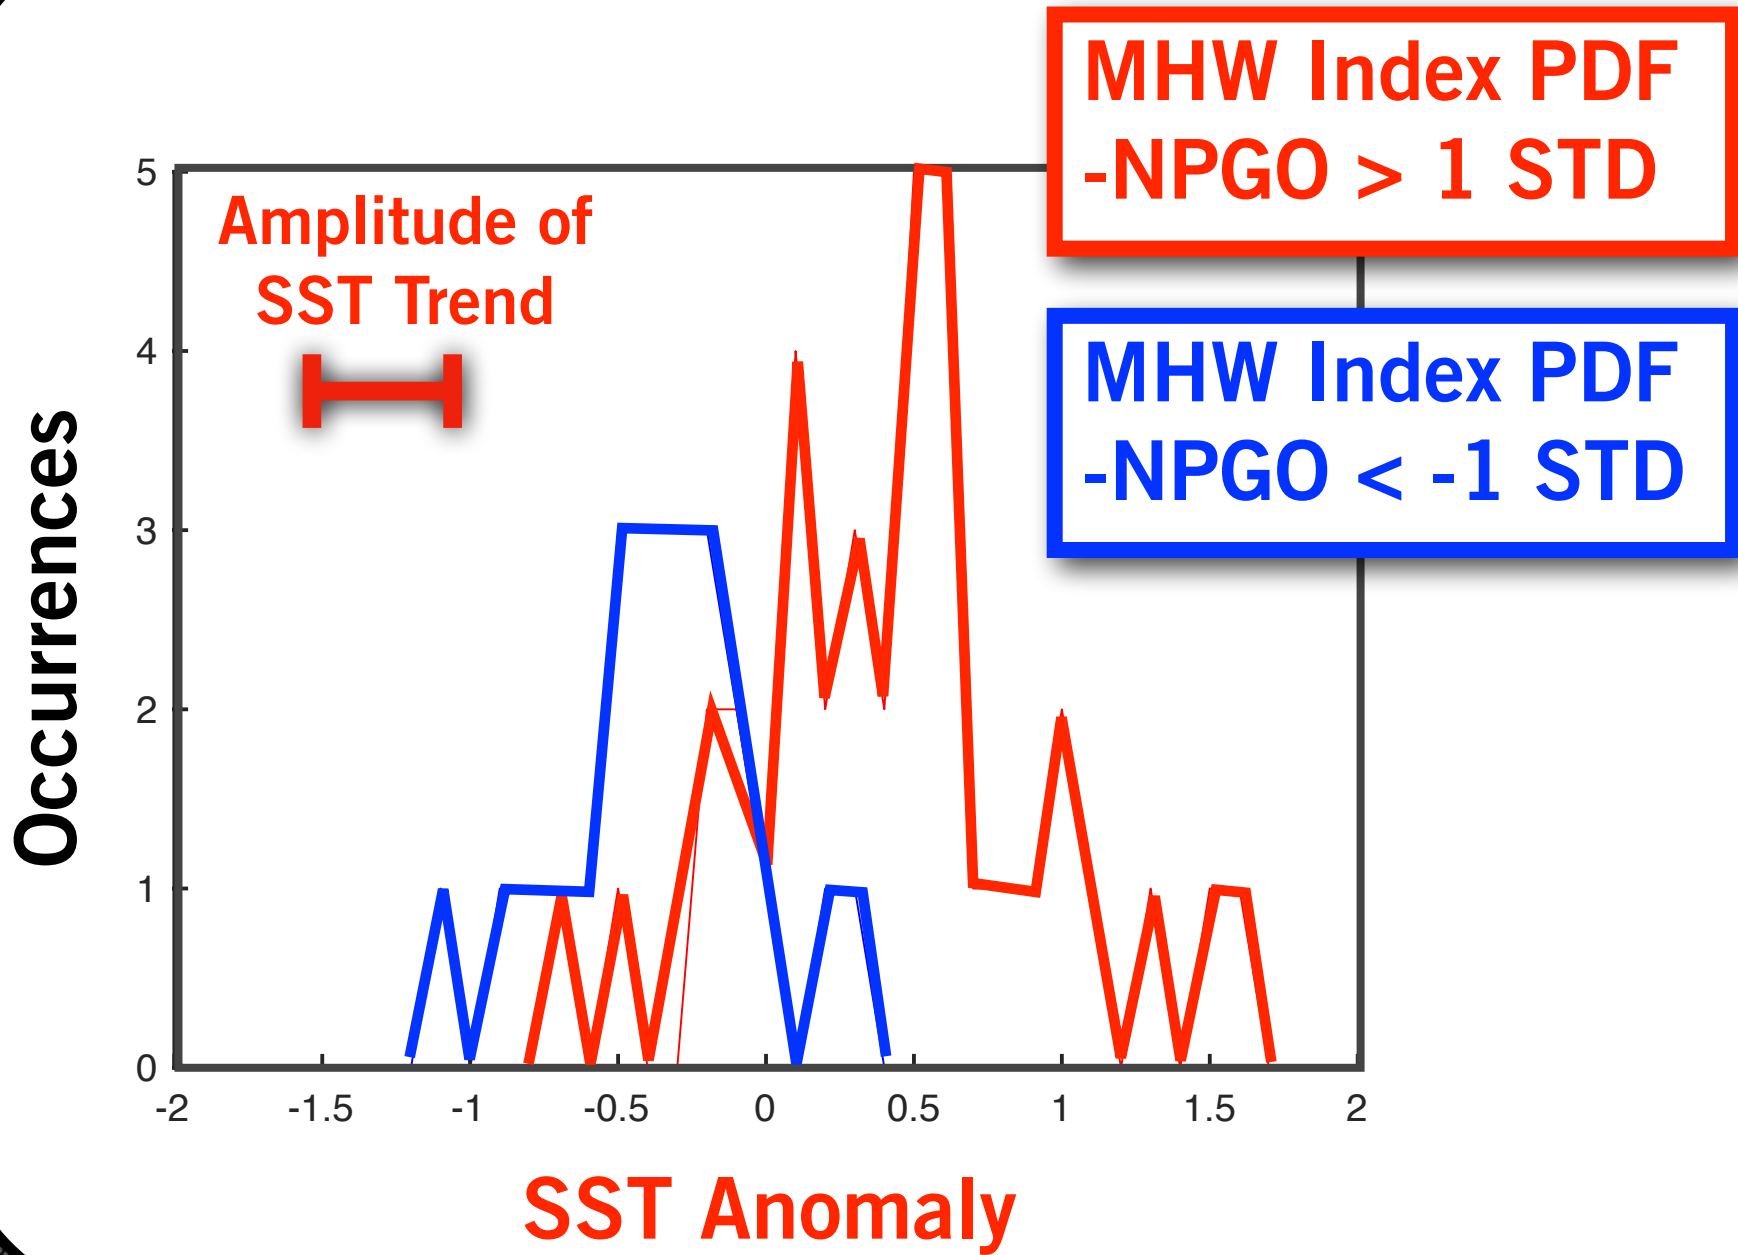 MHW Index PDF
-NPGO > 1 STD
MHW Index PDF
-NPGO < -1 STD
Amplitude of
SST Trend
Occurrences
5
4
3
2
1
0
-2 -1.5 -1 -0.5 0 0.5 1 1.5 2
SST Anomaly